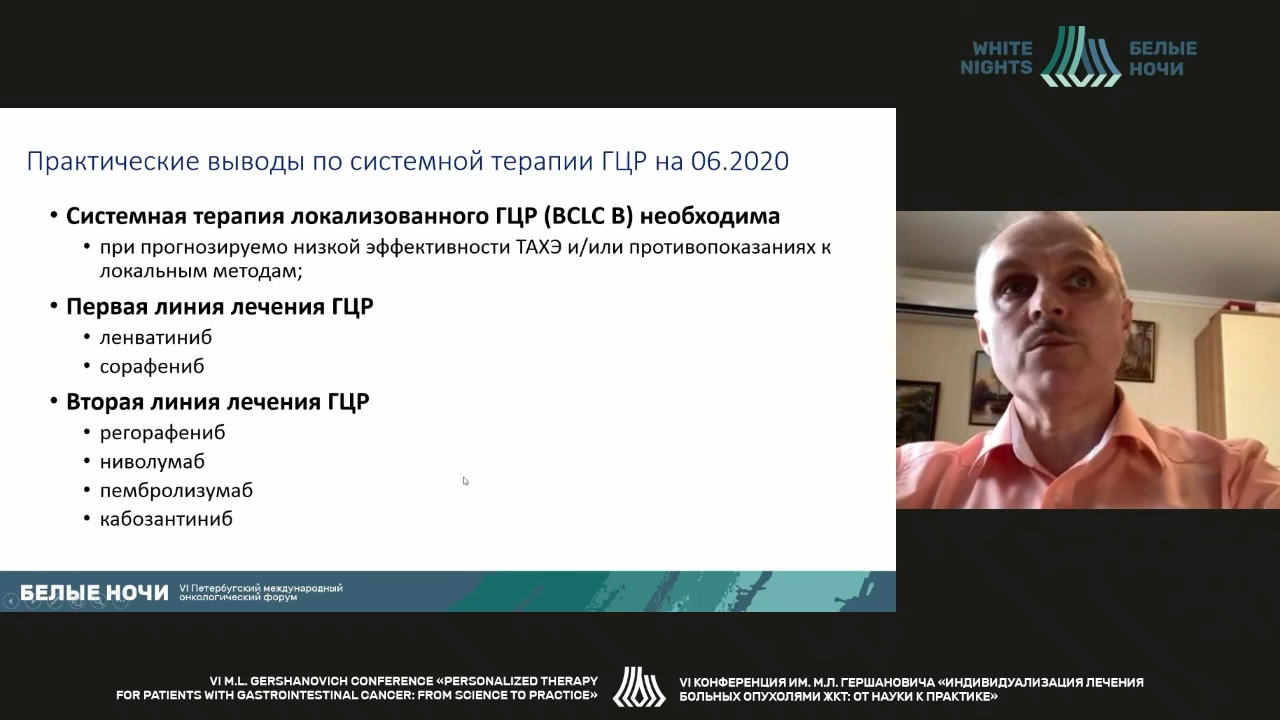 WHITE
NIGHTS
БЕЛЫЕ
НОЧИ
Практические выводы по системной терапии ГЦР на 06.2020
• Системная терапия локализованного ГЦР (BCLC B) необходима
• при прогнозируемо низкой эффективности ТАХЭ и/или противопоказаниях к
локальным методам;
• Первая линия лечения ГЦР
• ленватиниб
• сорафениб
• Вторая линия лечения ГЦР
• регорафениб
• ниволумаб
• пембролизумаб
• кабозантиниб
БЕЛЫЕ НОЧИ
VI Петербугский международный
онкологический форум
VI M.L. GERSHANOVICH CONFERENCE «PERSONALIZED THERAPY
FOR PATIENTS WITH GASTROINTESTINAL CANCER: FROM SCIENCE TO PRACTICE»
VI КОНФЕРЕНЦИЯ ИМ. М.Л. ГЕРШАНОВИЧА «ИНДИВИДУАЛИЗАЦИЯ ЛЕЧЕНИЯ
БОЛЬНЫХ ОПУХОЛЯМИ ЖКТ: ОТ НАУКИ К ПРАКТИКЕ»